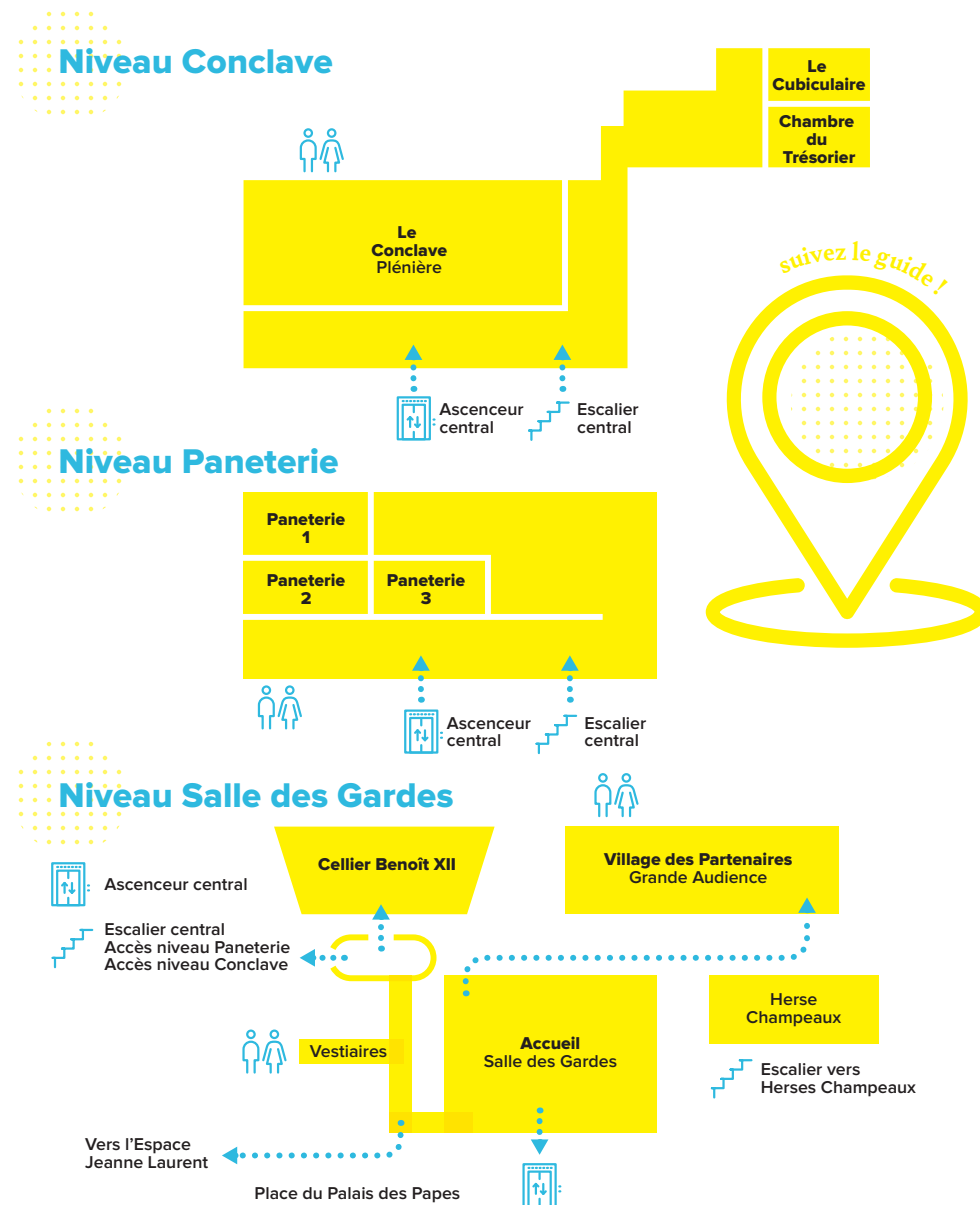 Niveau Conclave
Le
Cubiculaire
Chambre
du
Trésorier
Le
Conclave
Plénière
suivez le guide !
Ascenceur
central
Escalier
central
Niveau Paneterie
Paneterie
1
Paneterie
2
Paneterie
3
Ascenceur
central
Escalier
central
Niveau Salle des Gardes
Cellier Benoît XII
Village des Partenaires
Grande Audience
Ascenceur central
Escalier central
Accès niveau Paneterie
Accès niveau Conclave
Herse
Champeaux
Accueil
Salle des Gardes
Vestiaires
Escalier vers
Herses Champeaux
Vers l'Espace
Jeanne Laurent
Place du Palais des Papes